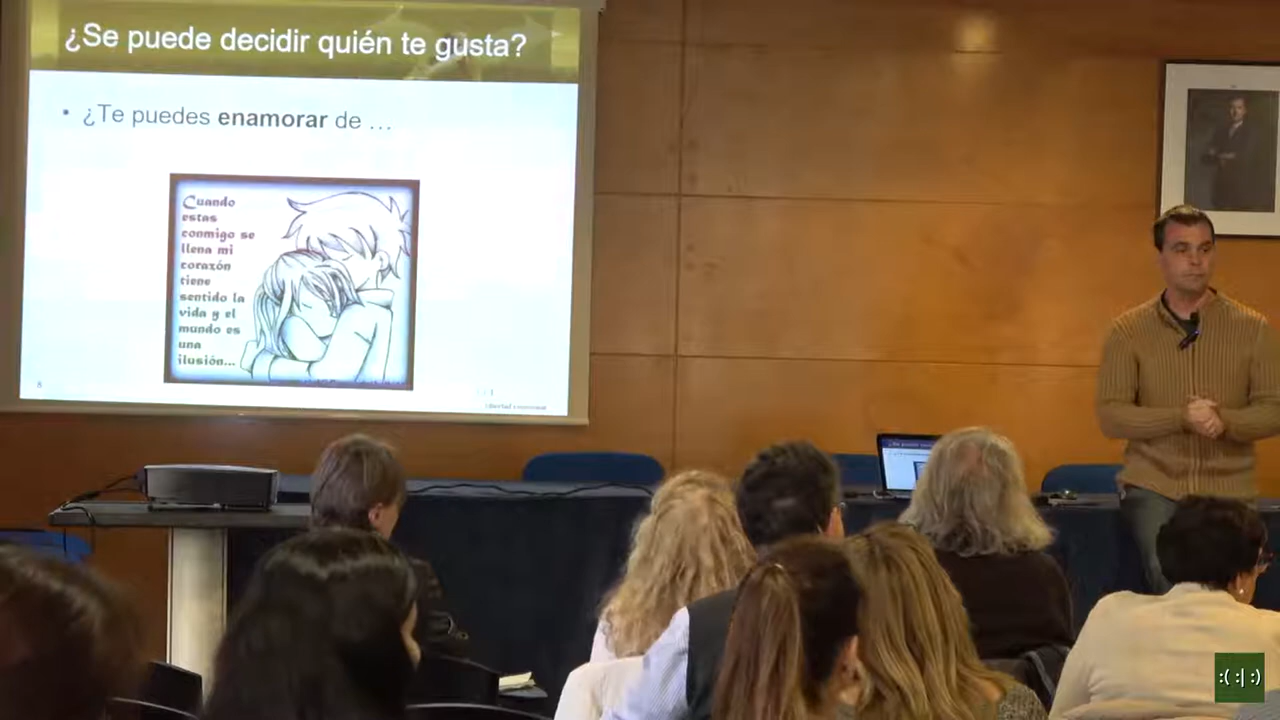 ¿Se puede decidir quién te gusta?
• ¿Te puedes enamorar de ...
Cuando
estas
conmigo se
llena mi
corazón
tiene
sentido la
vida y el
mundo es
una
ilusión...
:( :| :)